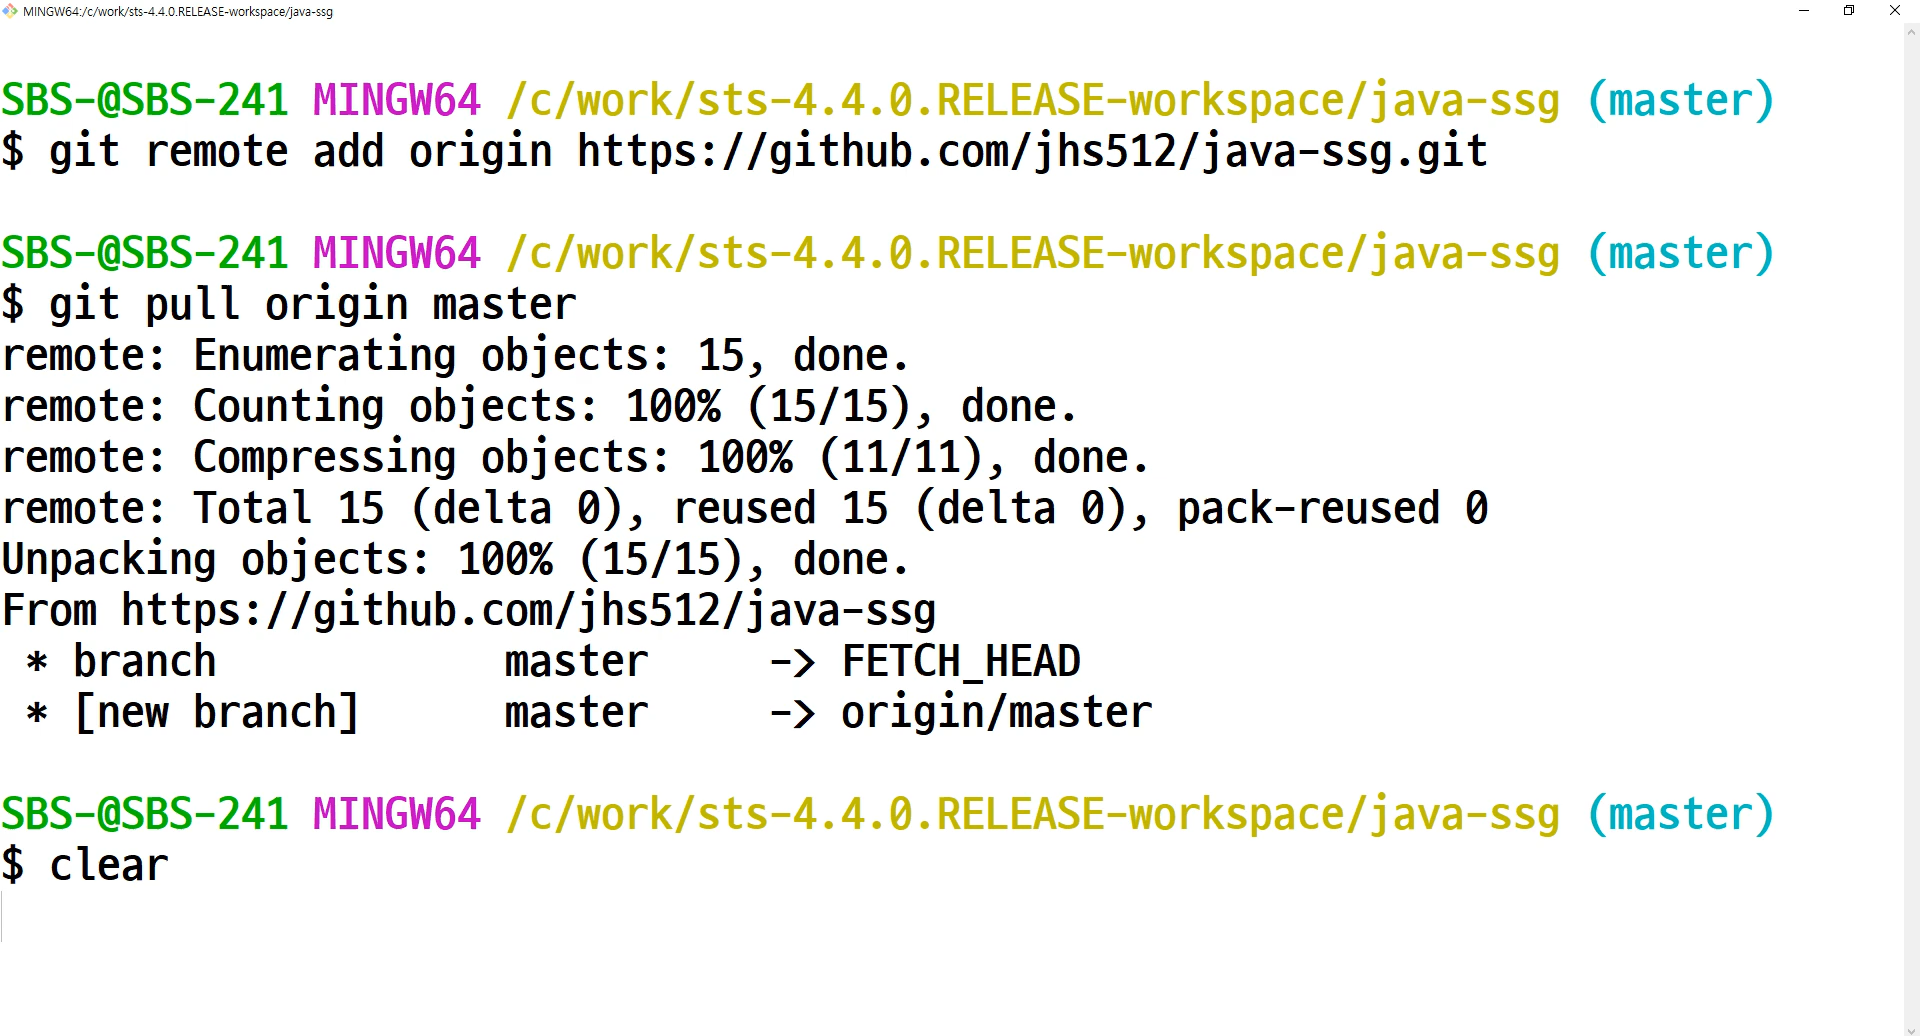 MINGW64:/c/work/sts-4.4.0.RELEASE-workspace/java-ssg
SBS-@SBS-241 MINGW64 /c/work/sts-4.4.0.RELEASE-workspace/java-ssg (master)
$ git remote add origin https://github.com/jhs512/java-ssg.git
SBS-@SBS-241 MINGW64 /c/work/sts-4.4.0.RELEASE-workspace/java-ssg (master)
$ git pull origin master
remote: Enumerating objects: 15, done.
remote: Counting objects: 100% (15/15), done.
remote: Compressing objects: 100% (11/11), done.
remote: Total 15 (delta 0), reused 15 (delta 0), pack-reused 0
Unpacking objects: 100% (15/15), done.
From https://github.com/jhs512/java-ssg
 * branch            master     -> FETCH_HEAD
 * [new branch]      master     -> origin/master
SBS-@SBS-241 MINGW64 /c/work/sts-4.4.0.RELEASE-workspace/java-ssg (master)
$ clear